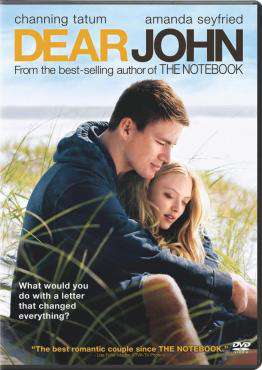 channing tatum amanda seyfried
DEAR JOHN
From the best-selling author of THE NOTEBOOK
What would you
do with a letter
that changed
everything?
"The best romantic couple since THE NOTEBOOK."
DVD